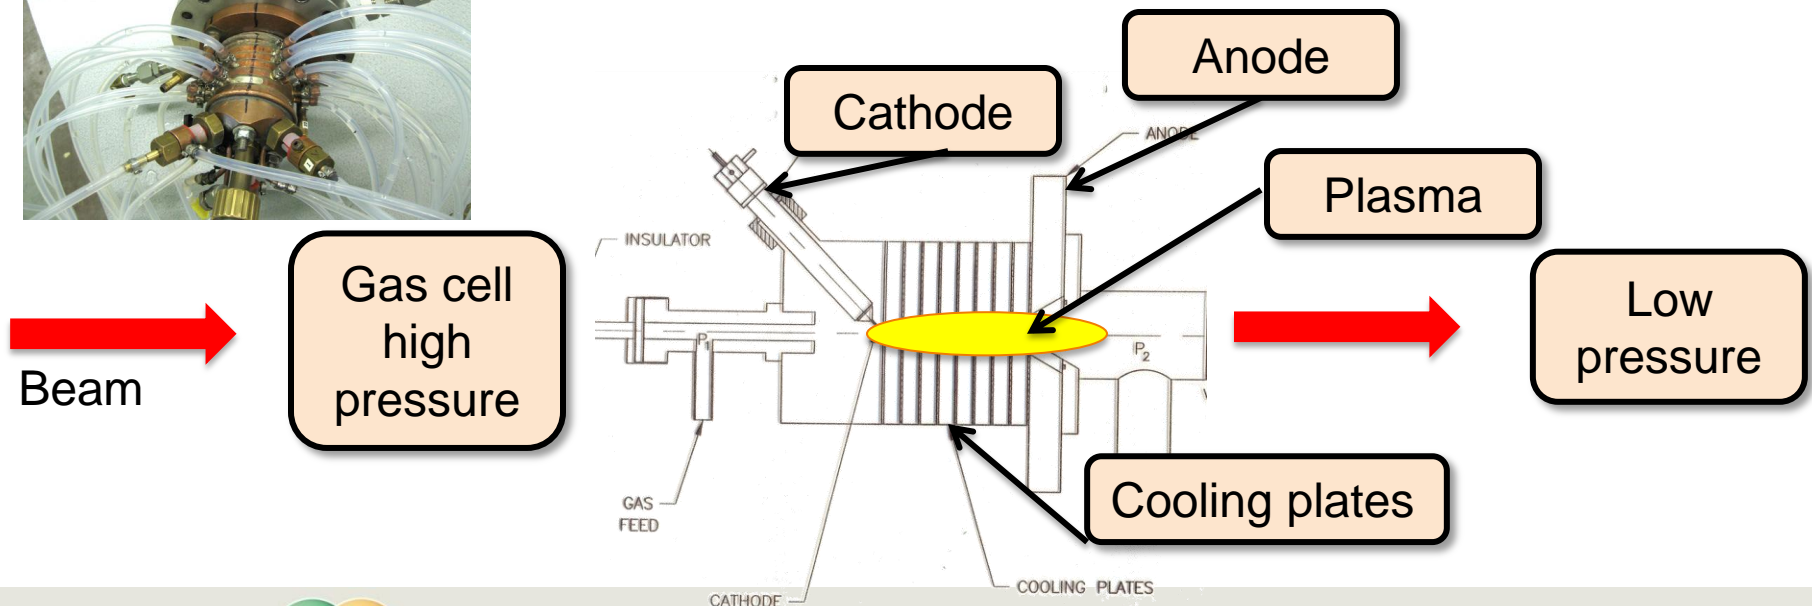 Anode
Cathode
ANODE
Plasma
INSULATOR
Gas cell
high
pressure
Low
pressure
P1
P2
Beam
Cooling plates
GAS
FEED
COOLING PLATES
CATHODE